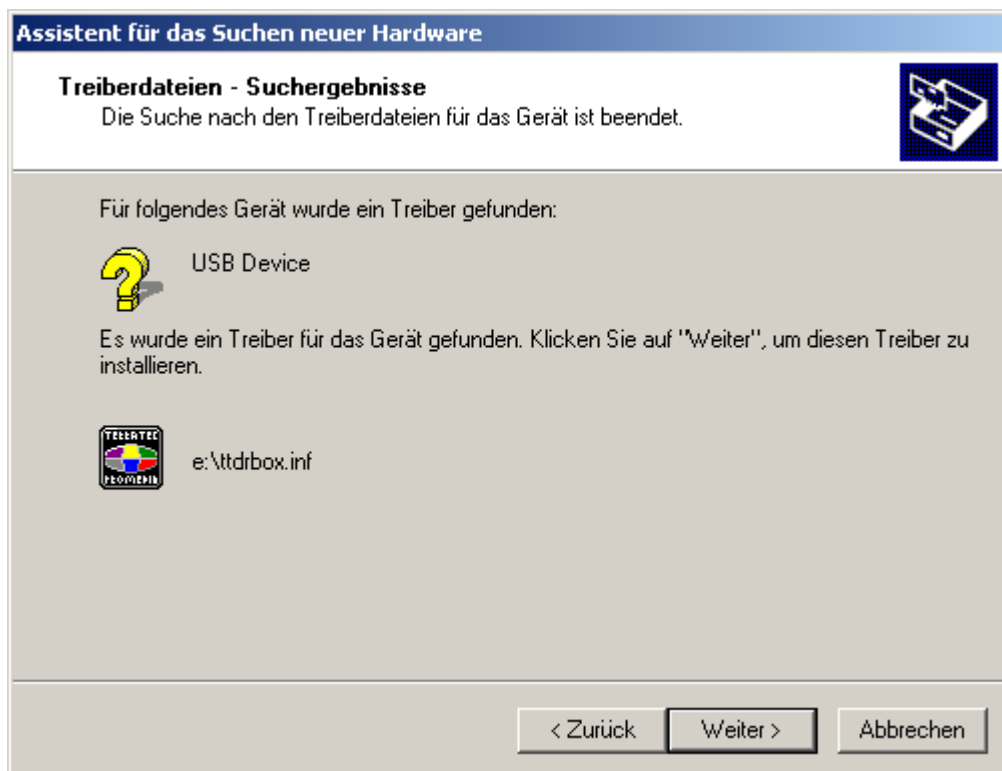 Assistent für das Suchen neuer Hardware
Treiberdateien - Suchergebnisse
Die Suche nach den Treiberdateien für das Gerät ist beendet.
Für folgendes Gerät wurde ein Treiber gefunden:
USB Device
Es wurde ein Treiber für das Gerät gefunden. Klicken Sie auf "Weiter", um diesen Treiber zu
installieren.
TERRATEC
PROMEDIA
e:\ttdrbox.inf
< Zurück
Weiter >
Abbrechen